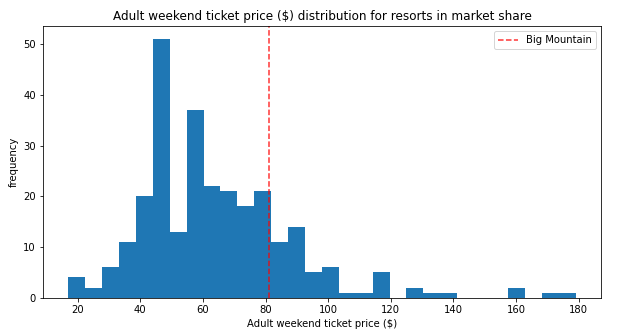 Adult weekend ticket price ($) distribution for resorts in market share
Big Mountain
50
40
30
20
10
0
frequency
20 40 60 80 100 120 140 160 180
Adult weekend ticket price ($)